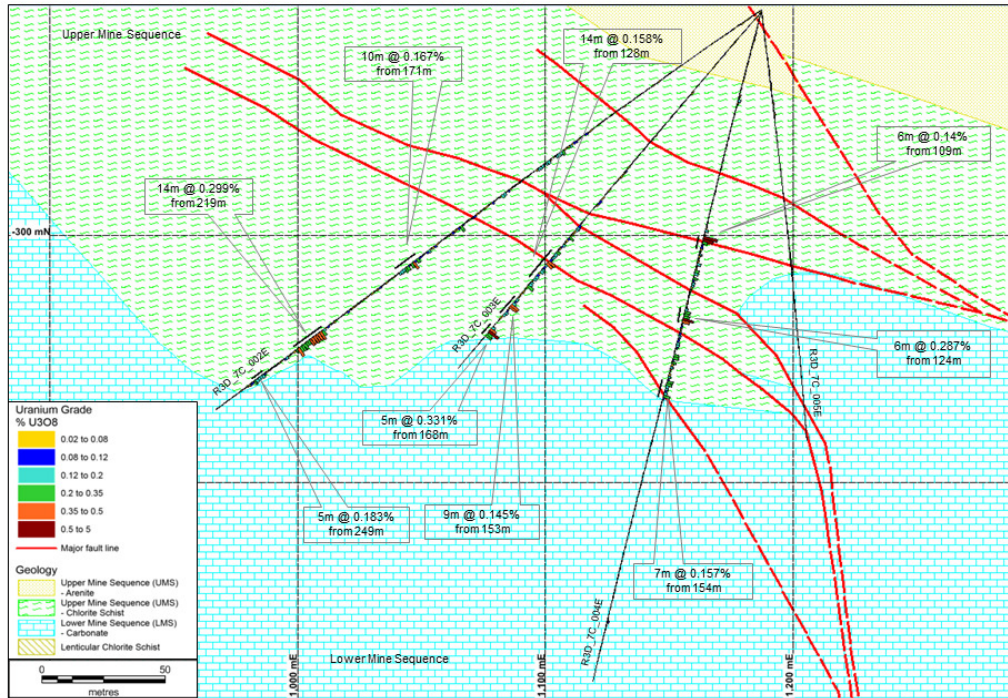 Upper Mine Sequence
10m @ 0.167%
from 171m
14m @ 0.158%
from 128m
6m @ 0.14%
from 109m
14m @ 0.299%
from 219m
-300 mN
R3D_7C_002E
R3D_7C_003E
6m @ 0.287%
from 124m
R3D_7C_005E
5m @ 0.331%
from 168m
5m @ 0.183%
from 249m
9m @ 0.145%
from 153m
7m @ 0.157%
from 154m
R3D_7C_004E
Lower Mine Sequence
1,000 mE
1,100 mE
1,200 mE
Uranium Grade
% U3O8
0.02 to 0.08
0.08 to 0.12
0.12 to 0.2
0.2 to 0.35
0.35 to 0.5
0.5 to 5
Major fault line
Geology
Upper Mine Sequence (UMS)
- Arenite
Upper Mine Sequence (UMS)
- Chlorite Schist
Lower Mine Sequence (LMS)
- Carbonate
Lenticular Chlorite Schist
0 50
metres